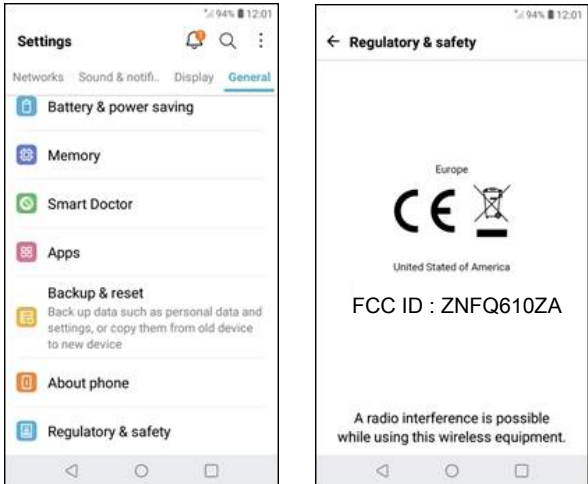 94% 12:01
Settings
Networks Sound & notifi.. Display General
Battery & power saving
Memory
Smart Doctor
Apps
Backup & reset
Back up data such as personal data and
settings, or copy them from old device
to new device
About phone
Regulatory & safety
94% 12:01
Regulatory & safety
Europe
CE
United Stated of America
FCC ID : ZNFQ610ZA
A radio interference is possible
while using this wireless equipment.